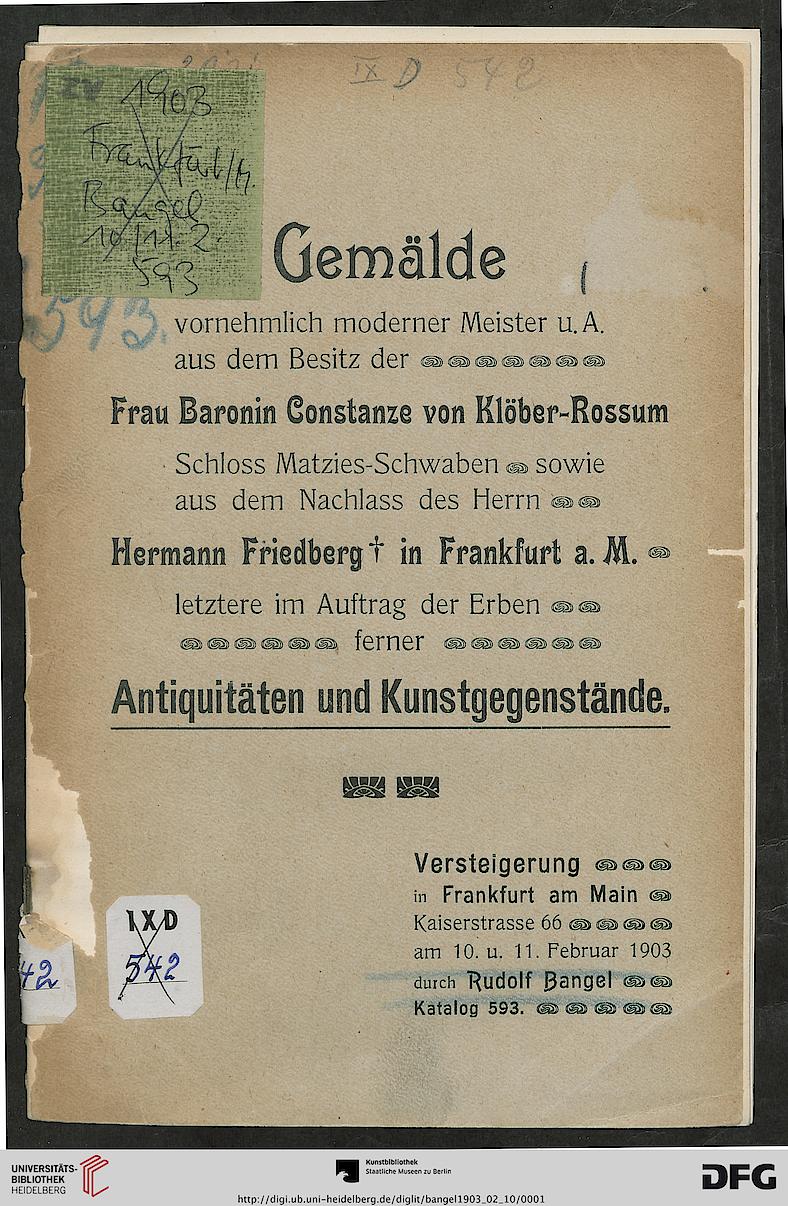 IX D 542
1903
Frankfurt/M.
Bangel
10/11. 2.
593
593.
Gemälde
vornehmlich moderner Meister u. A.
aus dem Besitz der
Frau Baronin Constanze von Klöber-Rossum
Schloss Matzies-Schwaben sowie
aus dem Nachlass des Herrn
Hermann Friedberg † in Frankfurt a. M.
letztere im Auftrag der Erben
ferner
Antiquitäten und Kunstgegenstände.
Versteigerung
in Frankfurt am Main
Kaiserstrasse 66
am 10. u. 11. Februar 1903
durch Rudolf Bangel
Katalog 593.
IXD
542
42
UNIVERSITÄTS-
BIBLIOTHEK
HEIDELBERG
Kunstbibliothek
Staatliche Museen zu Berlin
DFG
http://digi.ub.uni-heidelberg.de/diglit/bangel1903_02_10/0001